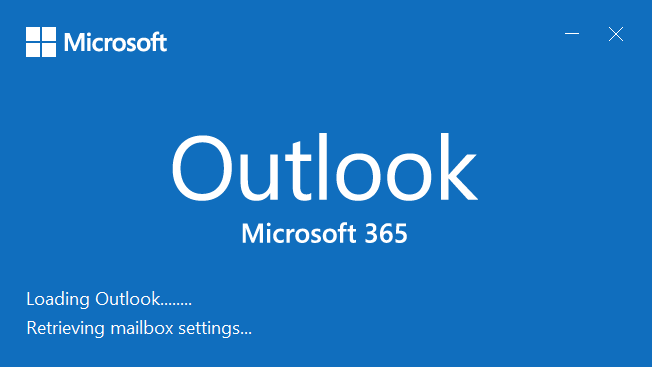 Microsoft
Outlook
Microsoft 365
Loading Outlook........
Retrieving mailbox settings...